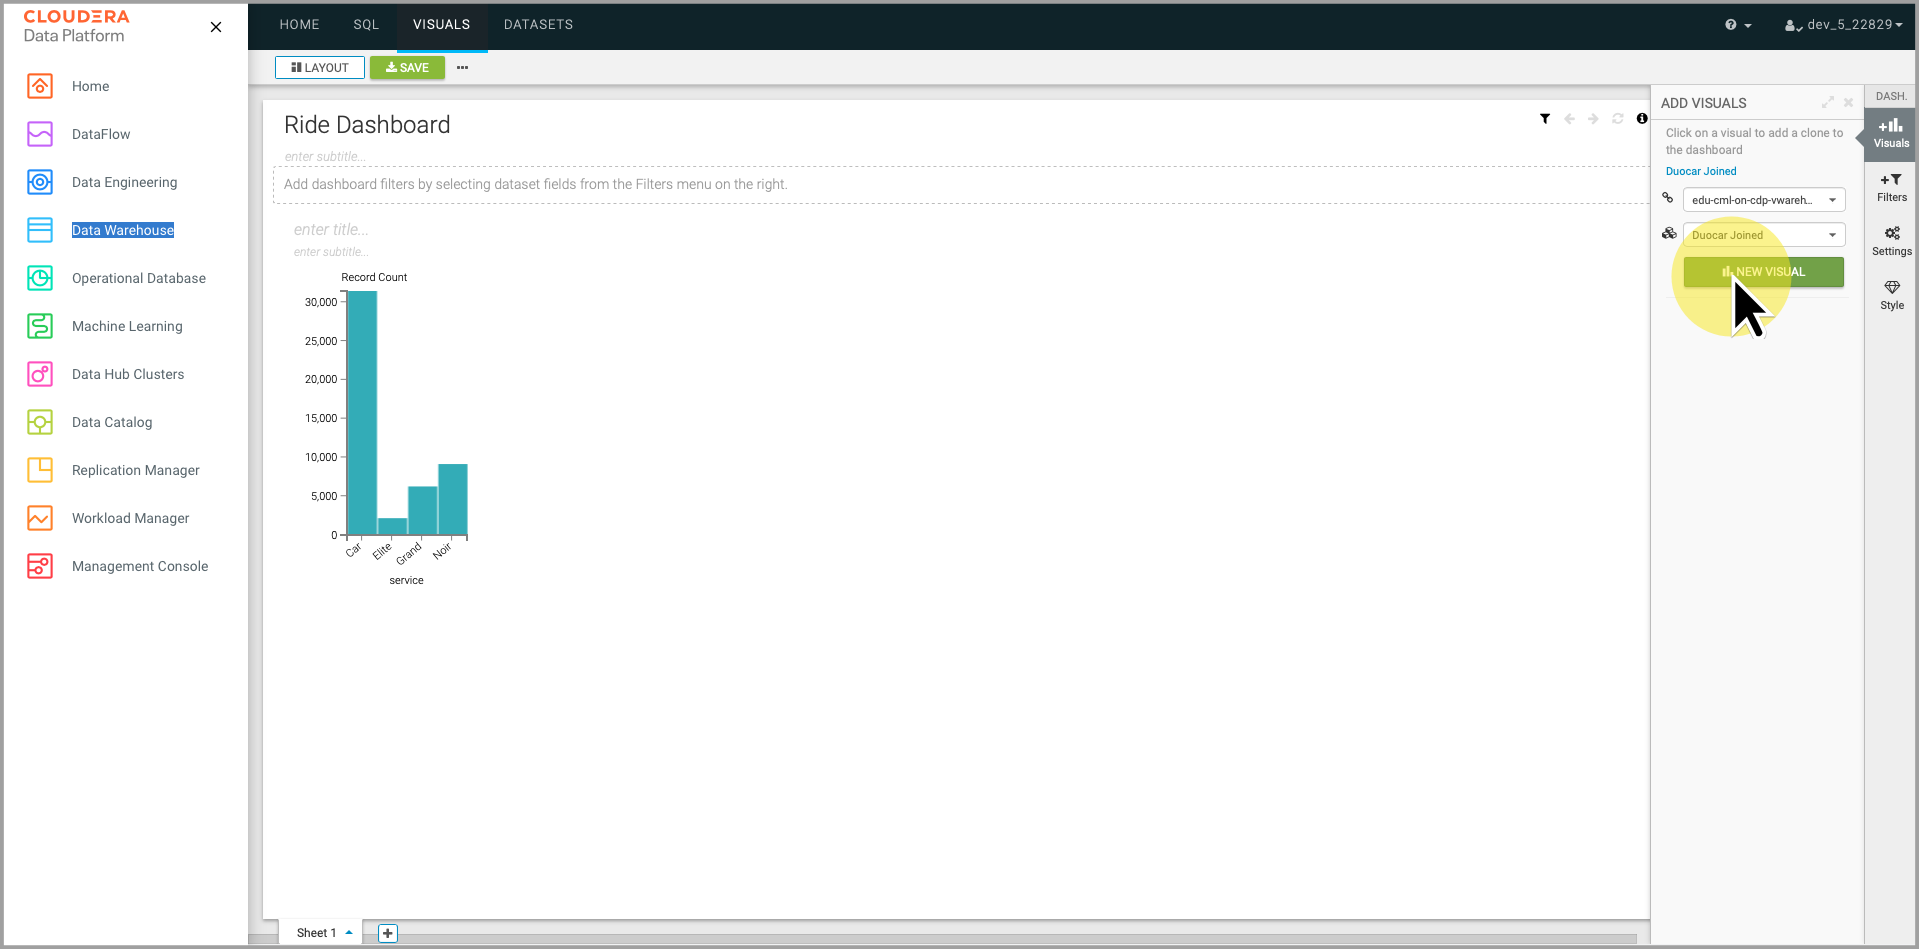 CLOUDERA
Data Platform
Home
DataFlow
Data Engineering
Data Warehouse
Operational Database
Machine Learning
Data Hub Clusters
Data Catalog
Replication Manager
Workload Manager
Management Console
HOME SQL VISUALS DATASETS
dev_5_22829
LAYOUT SAVE
Ride Dashboard
enter subtitle...
Add dashboard filters by selecting dataset fields from the Filters menu on the right.
enter title...
enter subtitle...
Record Count
30,000
25,000
20,000
15,000
10,000
5,000
0
Car Elite Grand Noir
service
Sheet 1
ADD VISUALS
Click on a visual to add a clone to
the dashboard
Duocar Joined
edu-cml-on-cdp-vwareh...
Duocar Joined
NEW VISUAL
DASH.
Visuals
Filters
Settings
Style